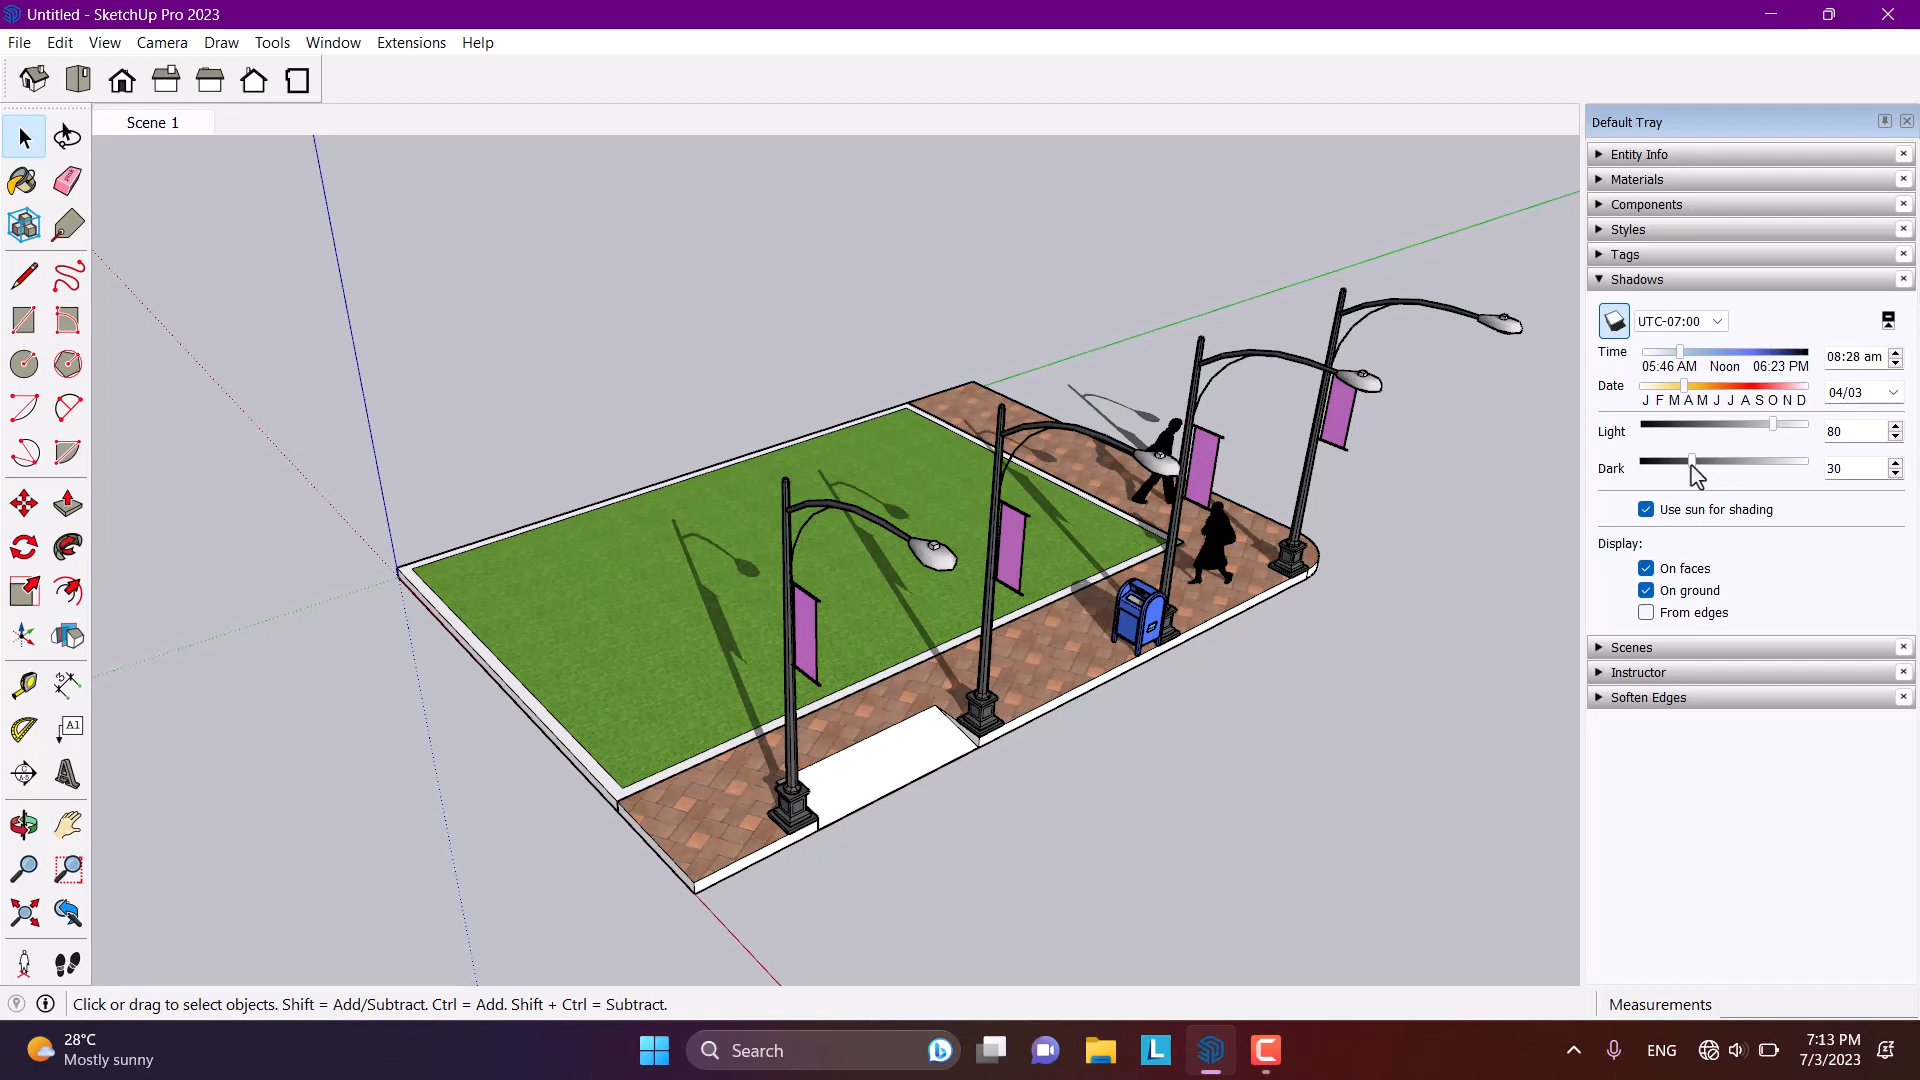 Untitled - SketchUp Pro 2023
File Edit View Camera Draw Tools Window Extensions Help
Scene 1
Default Tray
Entity Info
Materials
Components
Styles
Tags
Shadows
UTC-07:00
Time 05:46 AM Noon 06:23 PM 08:28 am
Date J F M A M J J A S O N D 04/03
Light 80
Dark 30
Use sun for shading
Display:
On faces
On ground
From edges
Scenes
Instructor
Soften Edges
A1
Click or drag to select objects. Shift = Add/Subtract. Ctrl = Add. Shift + Ctrl = Subtract.
Measurements
28°C
Mostly sunny
Search
L
C
ENG
7:13 PM
7/3/2023